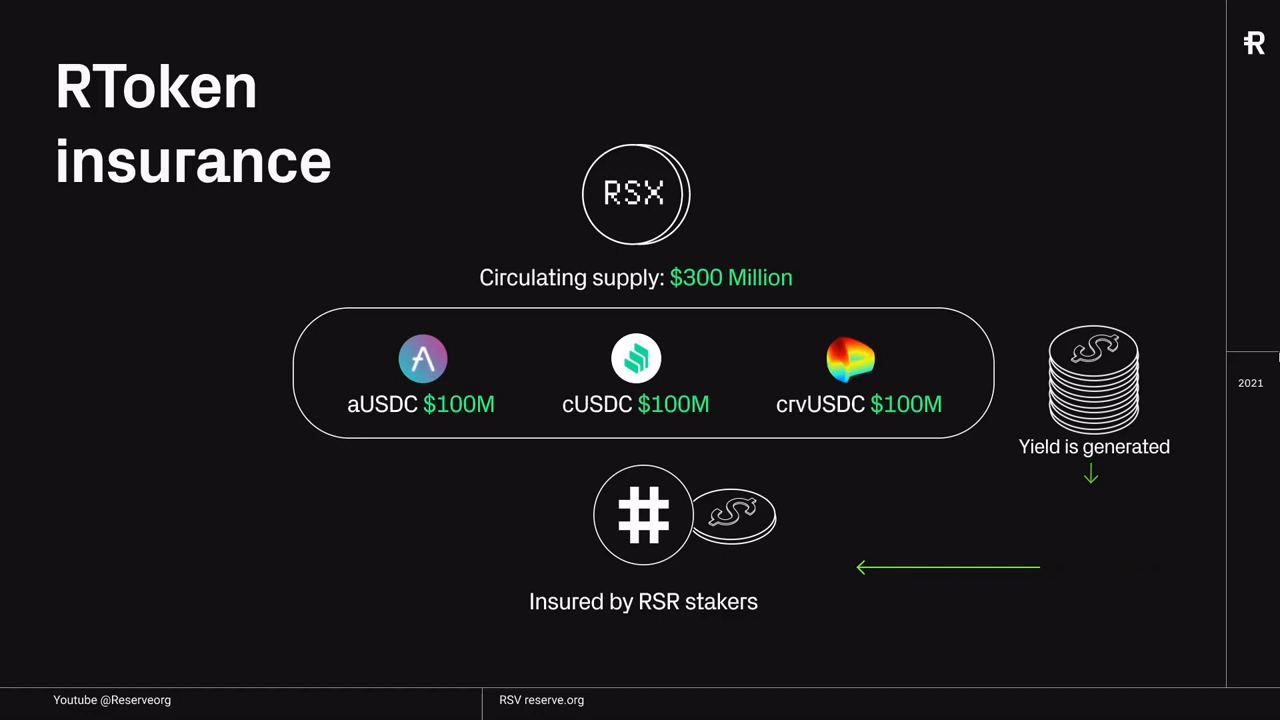 RToken
insurance
RSX
Circulating supply: $300 Million
aUSDC $100M
cUSDC $100M
crvUSDC $100M
Yield is generated
Insured by RSR stakers
2021
Youtube @Reserveorg
RSV reserve.org